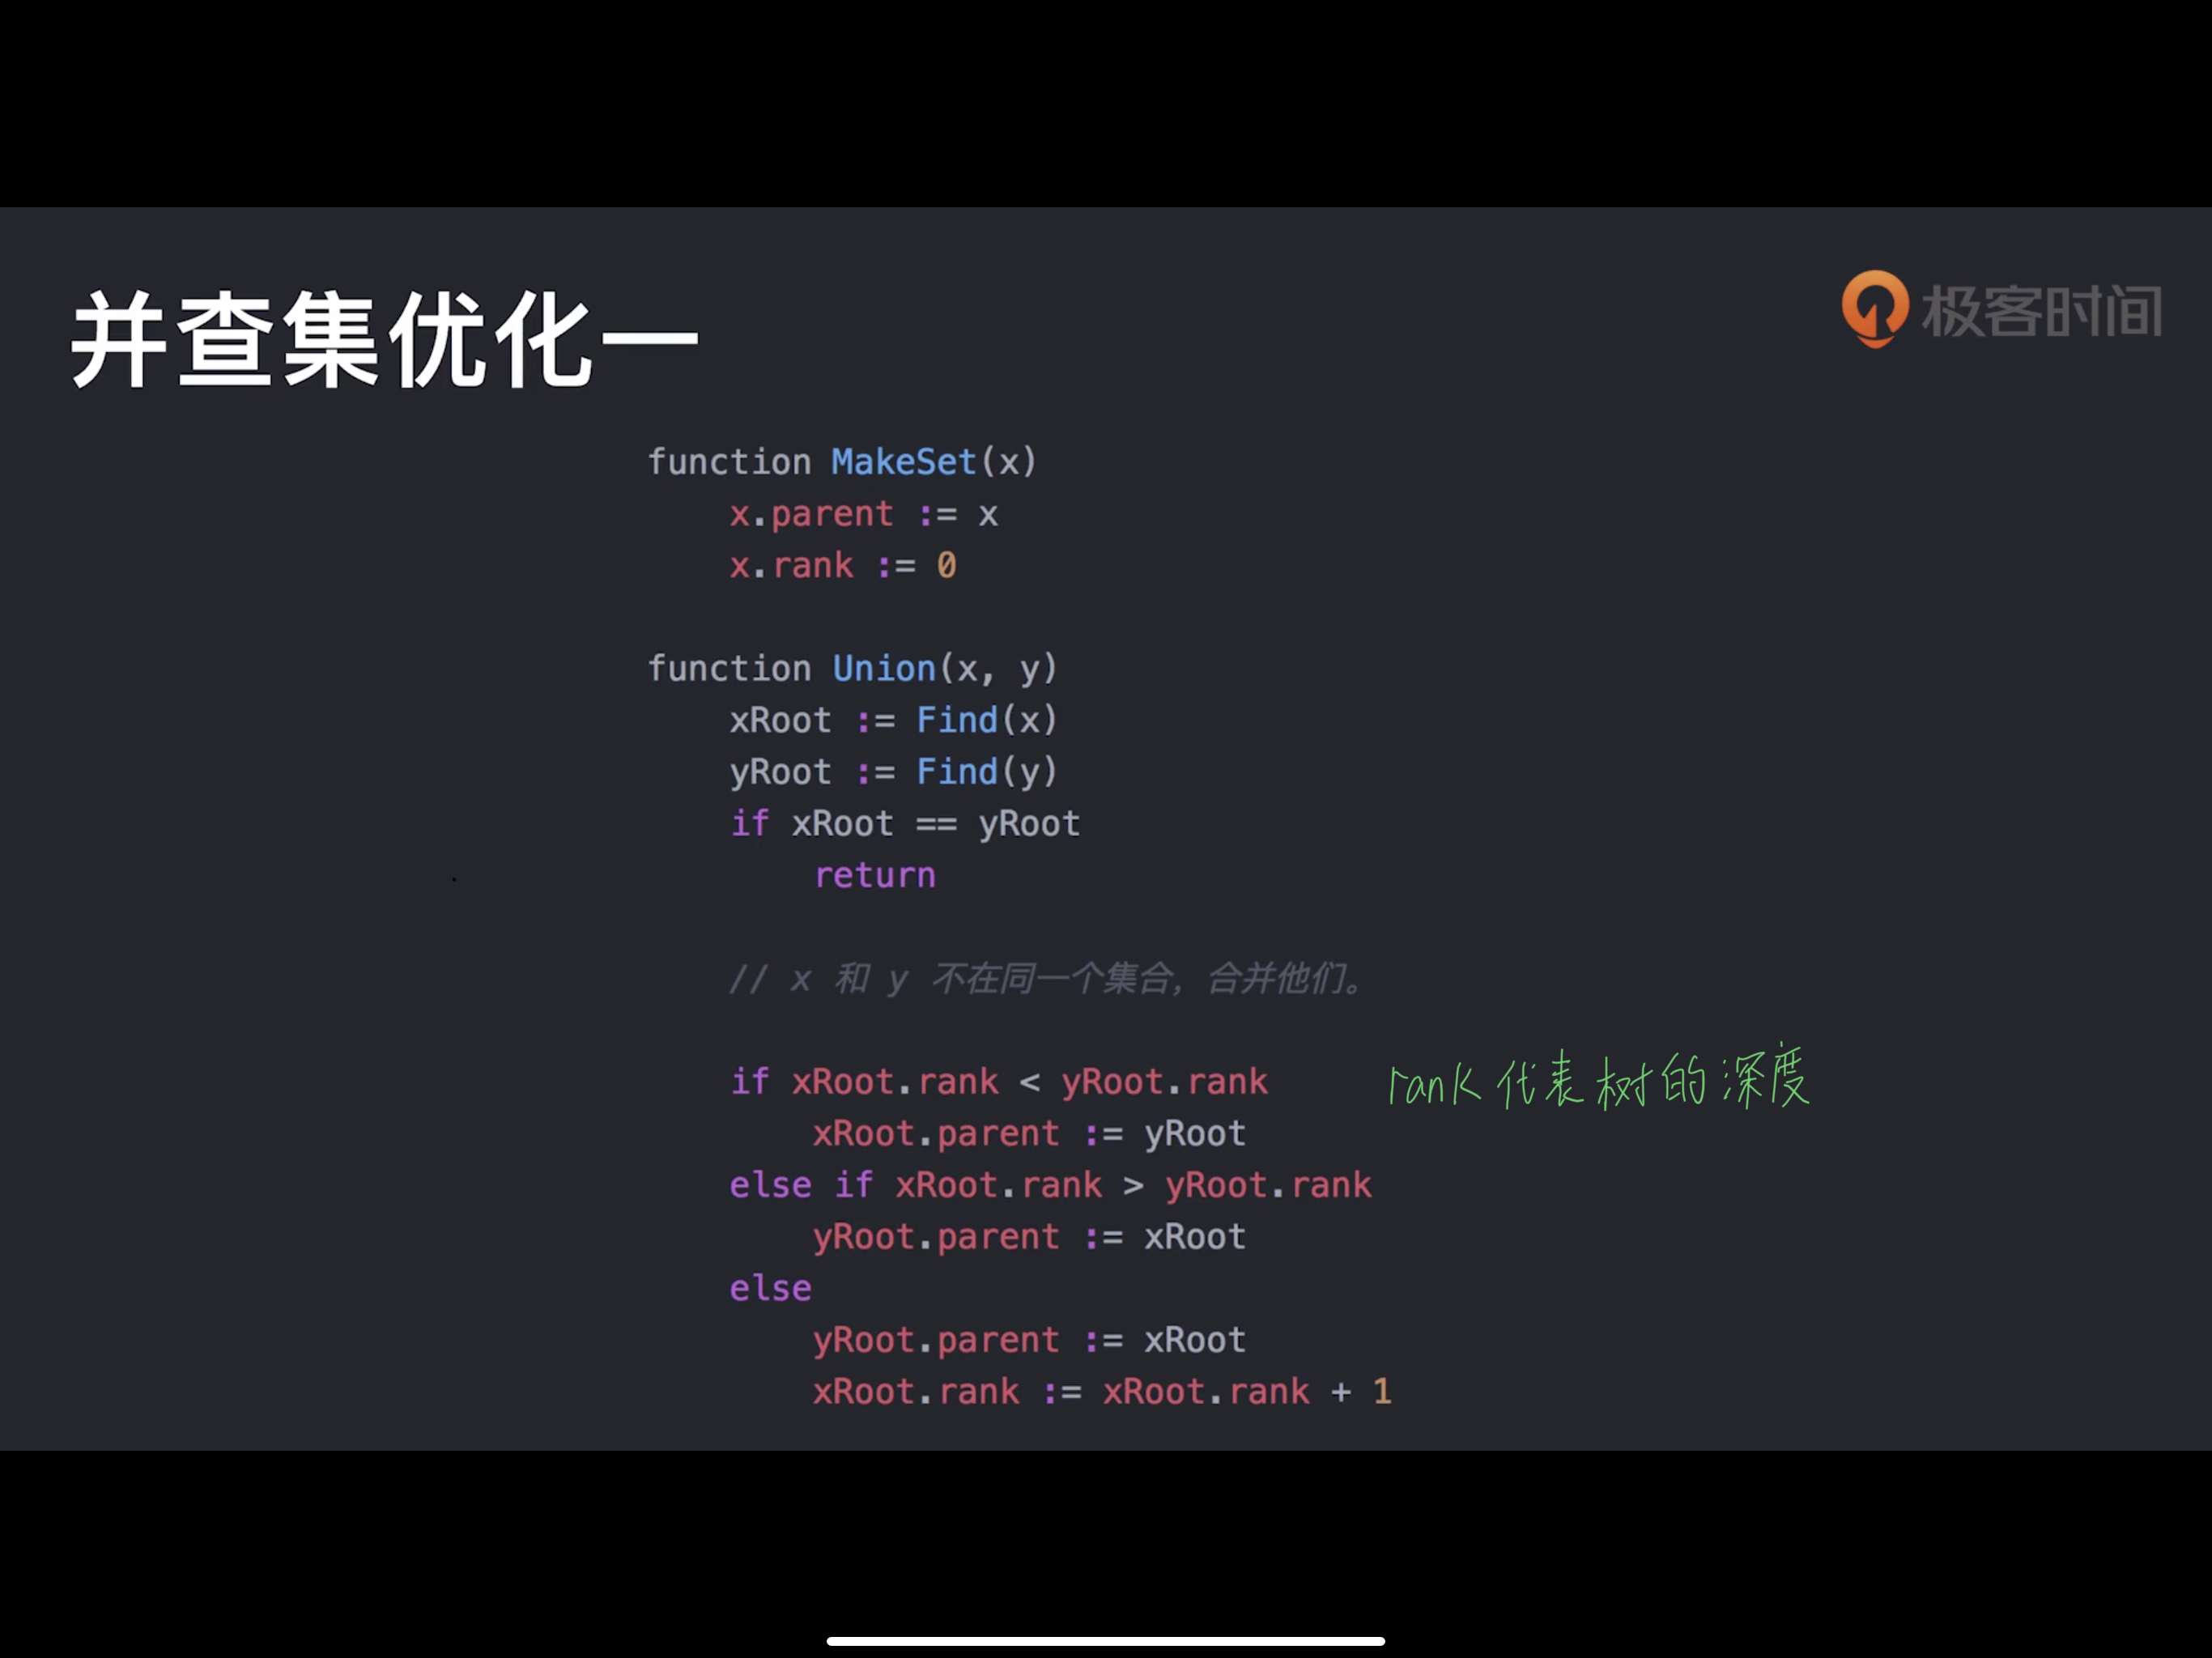 并查集优化一
极客时间
function MakeSet(x)
    x.parent := x
    x.rank := 0
function Union(x, y)
    xRoot := Find(x)
    yRoot := Find(y)
    if xRoot == yRoot
        return
    // x 和 y 不在同一个集合，合并他们。
    if xRoot.rank < yRoot.rank
rank 代表树的深度
        xRoot.parent := yRoot
    else if xRoot.rank > yRoot.rank
        yRoot.parent := xRoot
    else
        yRoot.parent := xRoot
        xRoot.rank := xRoot.rank + 1